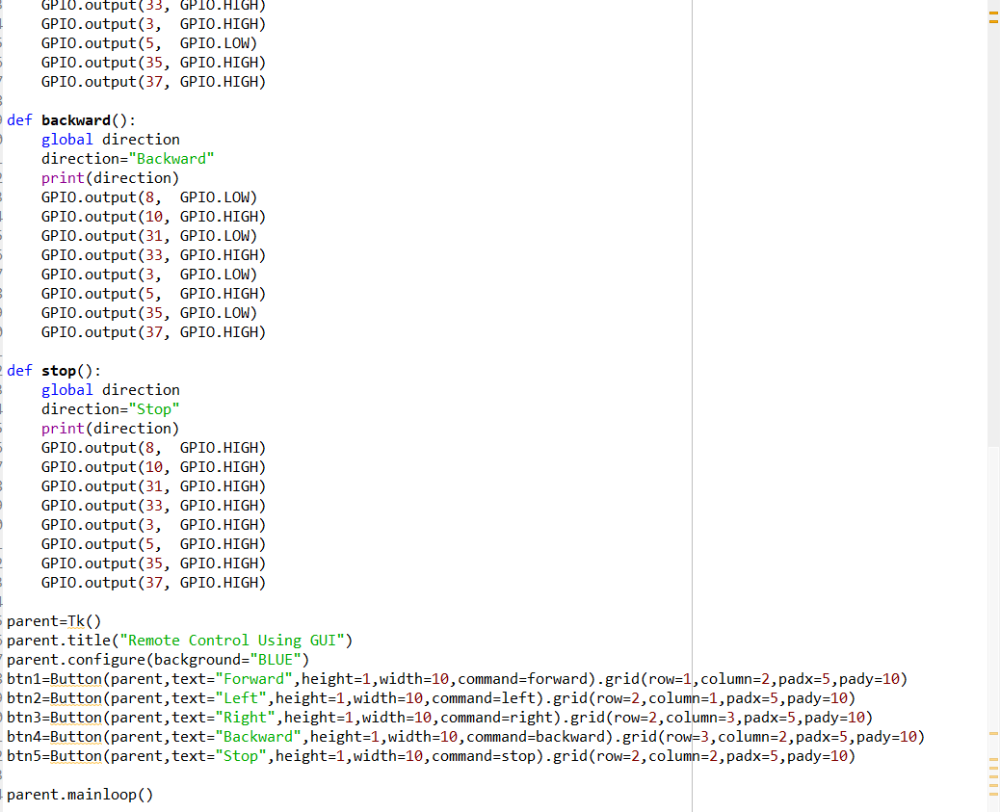 GPIO.output(33, GPIO.HIGH)
GPIO.output(3,  GPIO.HIGH)
GPIO.output(5,  GPIO.LOW)
GPIO.output(35, GPIO.HIGH)
GPIO.output(37, GPIO.HIGH)
def backward():
global direction
direction="Backward"
print(direction)
GPIO.output(8,  GPIO.LOW)
GPIO.output(10, GPIO.HIGH)
GPIO.output(31, GPIO.LOW)
GPIO.output(33, GPIO.HIGH)
GPIO.output(3,  GPIO.LOW)
GPIO.output(5,  GPIO.HIGH)
GPIO.output(35, GPIO.LOW)
GPIO.output(37, GPIO.HIGH)
def stop():
global direction
direction="Stop"
print(direction)
GPIO.output(8,  GPIO.HIGH)
GPIO.output(10, GPIO.HIGH)
GPIO.output(31, GPIO.HIGH)
GPIO.output(33, GPIO.HIGH)
GPIO.output(3,  GPIO.HIGH)
GPIO.output(5,  GPIO.HIGH)
GPIO.output(35, GPIO.HIGH)
GPIO.output(37, GPIO.HIGH)
parent=Tk()
parent.title("Remote Control Using GUI")
parent.configure(background="BLUE")
btn1=Button(parent,text="Forward",height=1,width=10,command=forward).grid(row=1,column=2,padx=5,pady=10)
btn2=Button(parent,text="Left",height=1,width=10,command=left).grid(row=2,column=1,padx=5,pady=10)
btn3=Button(parent,text="Right",height=1,width=10,command=right).grid(row=2,column=3,padx=5,pady=10)
btn4=Button(parent,text="Backward",height=1,width=10,command=backward).grid(row=3,column=2,padx=5,pady=10)
btn5=Button(parent,text="Stop",height=1,width=10,command=stop).grid(row=2,column=2,padx=5,pady=10)
parent.mainloop()